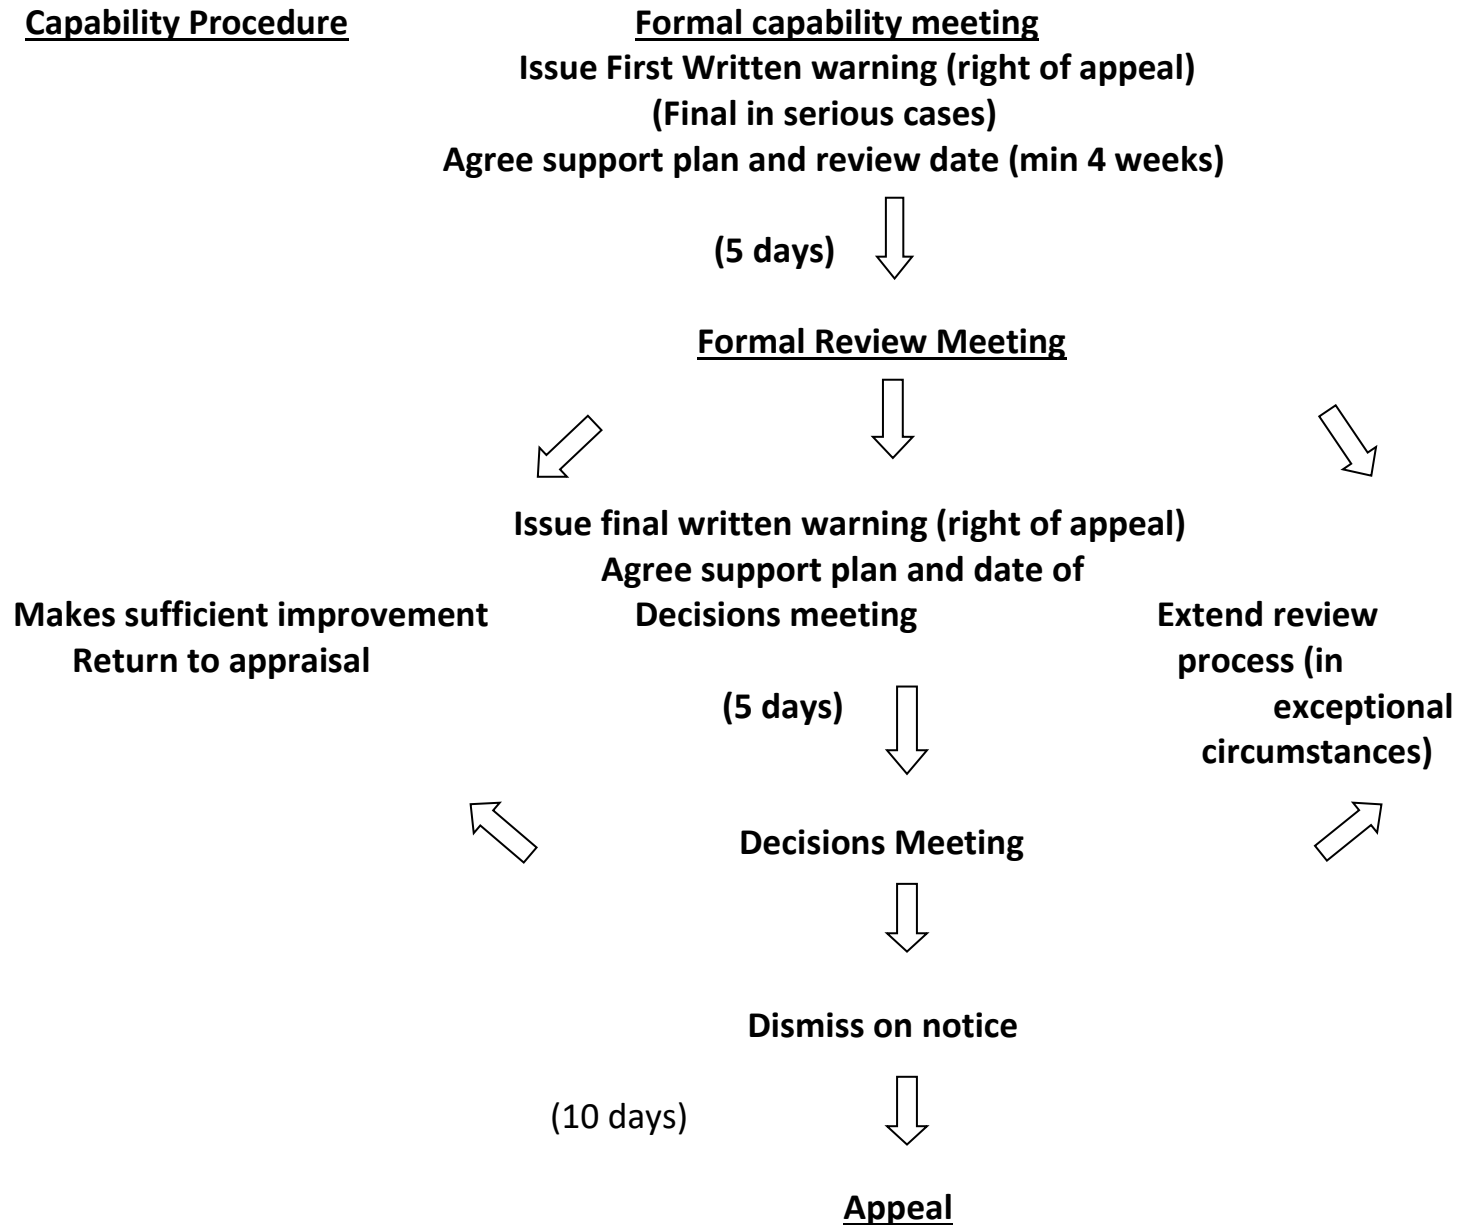 Capability Procedure
Formal capability meeting
Issue First Written warning (right of appeal)
(Final in serious cases)
Agree support plan and review date (min 4 weeks)
(5 days)
Formal Review Meeting
Issue final written warning (right of appeal)
Agree support plan and date of
Makes sufficient improvement Decisions meeting Extend review
Return to appraisal process (in
(5 days) exceptional
circumstances)
Decisions Meeting
Dismiss on notice
(10 days)
Appeal